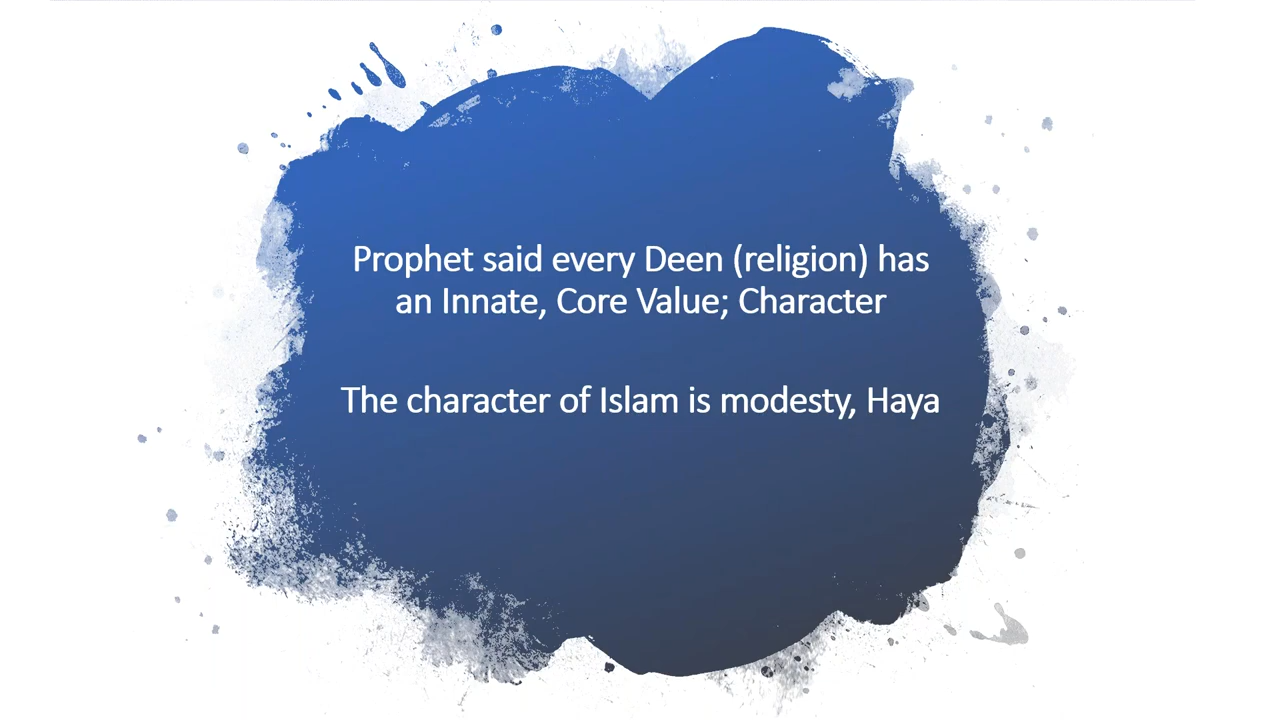 Prophet said every Deen (religion) has
an Innate, Core Value; Character
The character of Islam is modesty, Haya